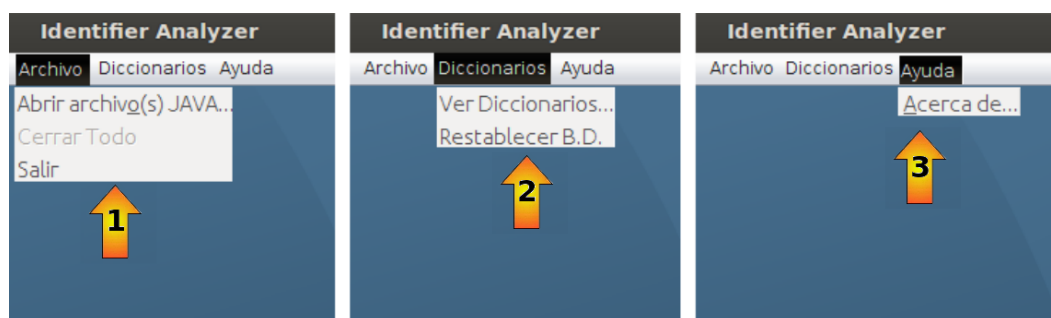 Identifier Analyzer
Archivo Diccionarios Ayuda
Abrir archivo(s) JAVA...
Cerrar Todo
Salir
1
Identifier Analyzer
Archivo Diccionarios Ayuda
Ver Diccionarios...
Restablecer B.D.
2
Identifier Analyzer
Archivo Diccionarios Ayuda
Acerca de...
3